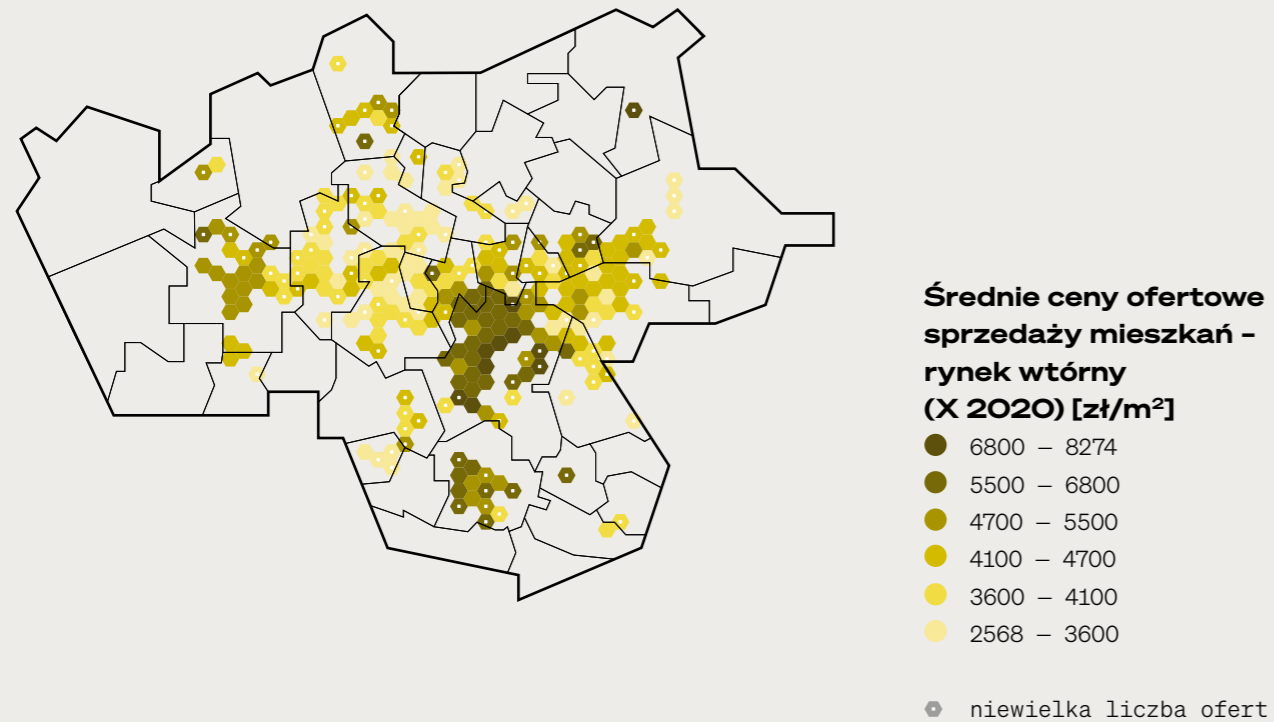 Średnie ceny ofertowe
sprzedaży mieszkań –
rynek wtórny
(X 2020) [zł/m²]
6800 – 8274
5500 – 6800
4700 – 5500
4100 – 4700
3600 – 4100
2568 – 3600
niewielka liczba ofert